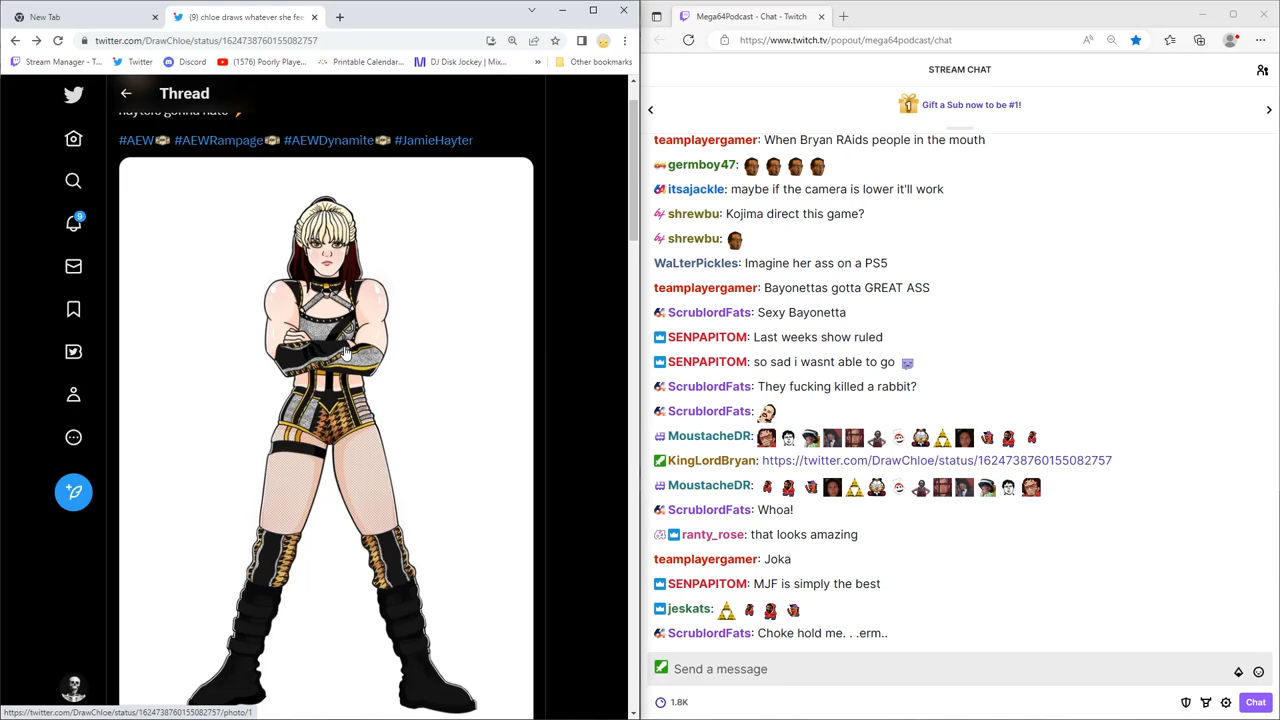 New Tab
(9) chloe draws whatever she fee
twitter.com/DrawChloe/status/1624738760155082757
Stream Manager - T...
Twitter
Discord
(1576) Poorly Playe...
Printable Calendar...
DJ Disk Jockey | Mix...
»
Other bookmarks
Thread
#AEW #AEWRampage #AEWDynamite #JamieHayter
9
https://twitter.com/DrawChloe/status/1624738760155082757/photo/1
Mega64Podcast - Chat - Twitch
https://www.twitch.tv/popout/mega64podcast/chat
STREAM CHAT
Gift a Sub now to be #1!
teamplayergamer: When Bryan RAids people in the mouth
germboy47:
itsajackle: maybe if the camera is lower it'll work
shrewbu: Kojima direct this game?
shrewbu:
WaLterPickles: Imagine her ass on a PS5
teamplayergamer: Bayonettas gotta GREAT ASS
ScrublordFats: Sexy Bayonetta
SENPAPITOM: Last weeks show ruled
SENPAPITOM: so sad i wasnt able to go
ScrublordFats: They fucking killed a rabbit?
ScrublordFats:
MoustacheDR:
KingLordBryan: https://twitter.com/DrawChloe/status/1624738760155082757
MoustacheDR:
ScrublordFats: Whoa!
ranty_rose: that looks amazing
teamplayergamer: Joka
SENPAPITOM: MJF is simply the best
jeskats:
ScrublordFats: Choke hold me. . .erm..
Send a message
1.8K
Chat